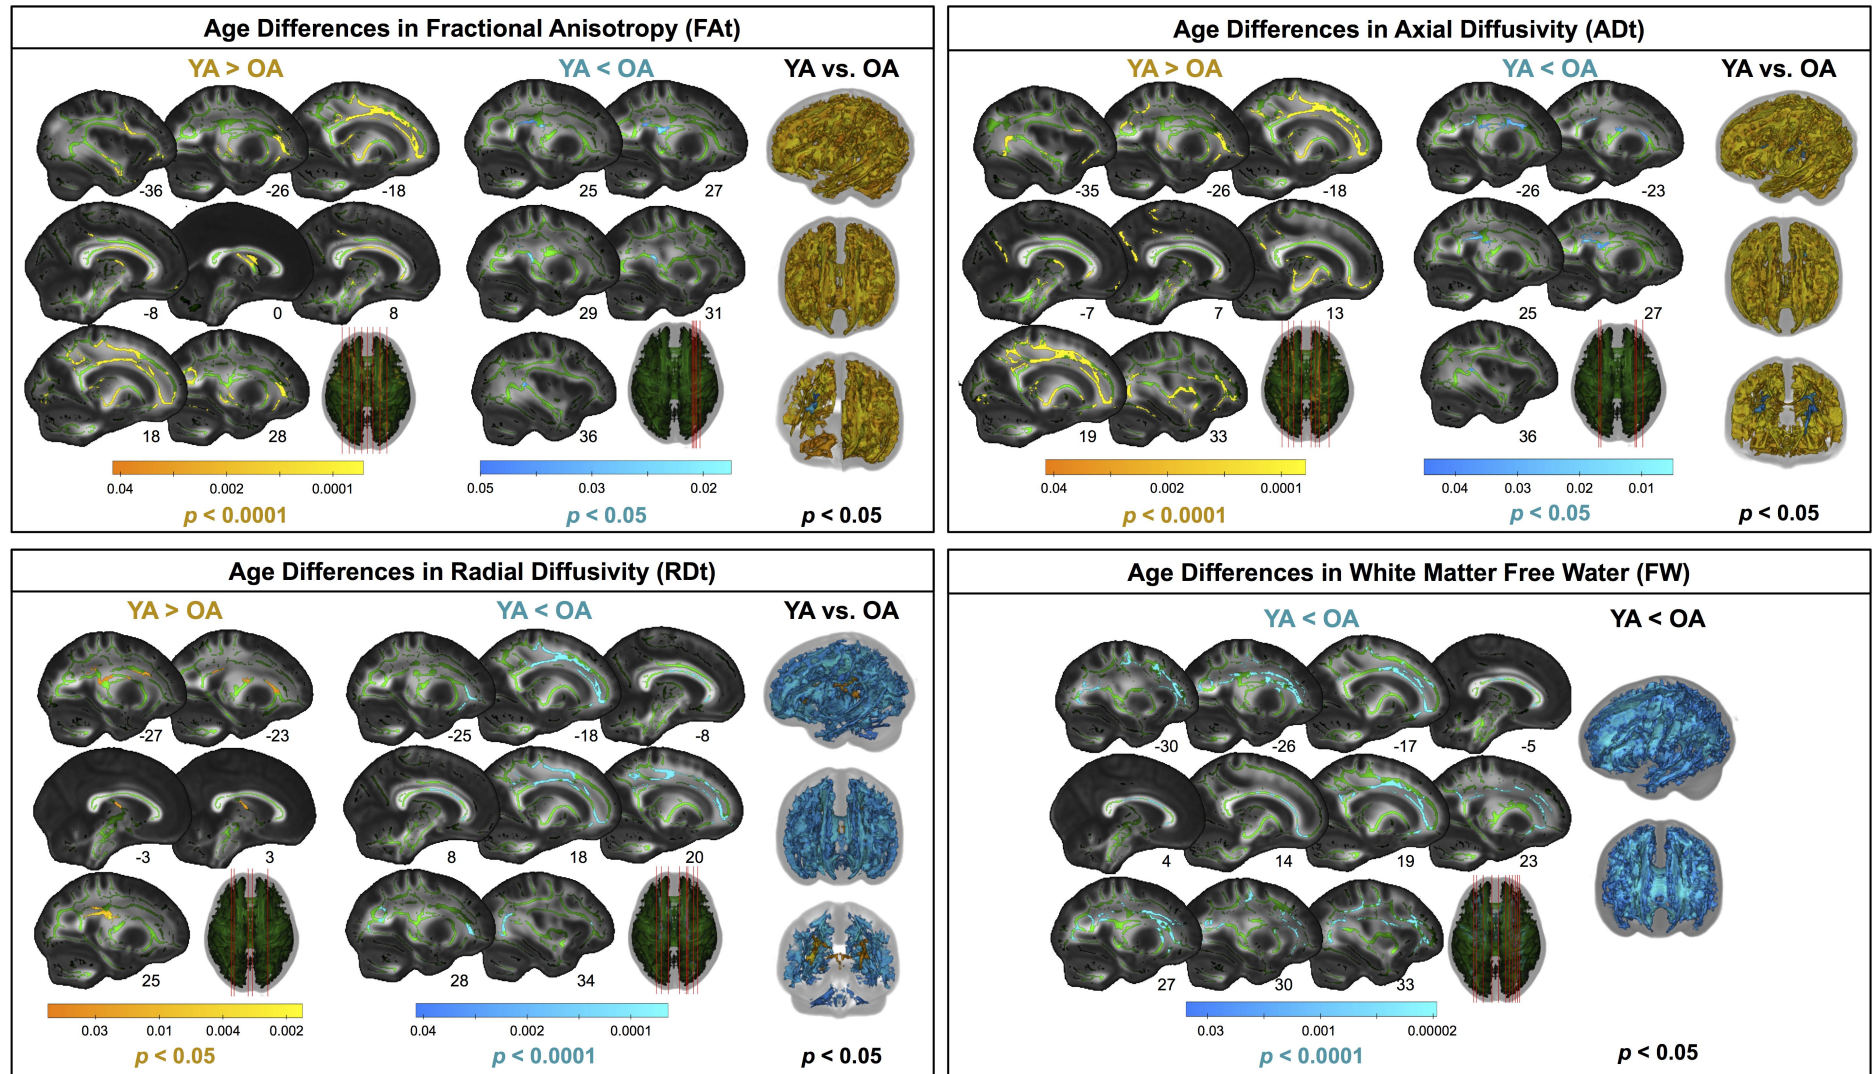 Age Differences in Fractional Anisotropy (FAt)
YA > OA
YA < OA
YA vs. OA
-36
-26
-18
25
27
-8
0
8
29
31
18
28
36
0.04
0.002
0.0001
0.05
0.03
0.02
p < 0.0001
p < 0.05
p < 0.05
Age Differences in Axial Diffusivity (ADt)
YA > OA
YA < OA
YA vs. OA
-35
-26
-18
-26
-23
-7
7
13
25
27
19
33
36
0.04
0.002
0.0001
0.04
0.03
0.02
0.01
p < 0.0001
p < 0.05
p < 0.05
Age Differences in Radial Diffusivity (RDt)
YA > OA
YA < OA
YA vs. OA
-27
-23
-25
-18
-8
-3
3
8
18
20
25
28
34
0.03
0.01
0.004
0.002
0.04
0.002
0.0001
p < 0.05
p < 0.0001
p < 0.05
Age Differences in White Matter Free Water (FW)
YA < OA
YA < OA
-30
-26
-17
-5
4
14
19
23
27
30
33
0.03
0.001
0.00002
p < 0.0001
p < 0.05